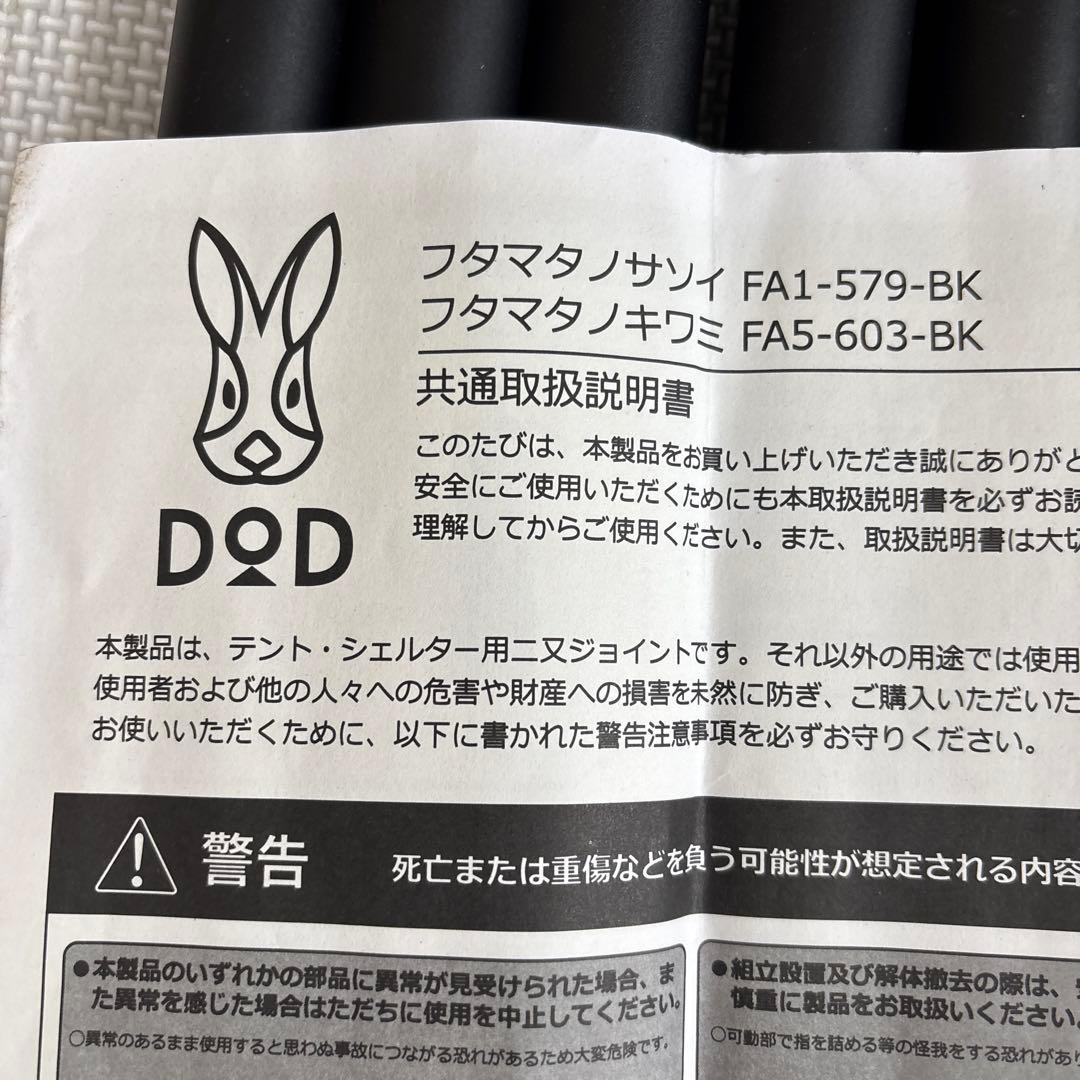 フタマタノサソイ FA1-579-BK
フタマタノキワミ FA5-603-BK
共通取扱説明書
このたびは、本製品をお買い上げいただき誠にありがと
安全にご使用いただくためにも本取扱説明書を必ずお読
理解してからご使用ください。また、取扱説明書は大切
DOD
本製品は、テント・シェルター用二又ジョイントです。それ以外の用途では使用
使用者および他の人々への危害や財産への損害を未然に防ぎ、ご購入いただいた
お使いいただくために、以下に書かれた警告注意事項を必ずお守りください。
警告 死亡または重傷などを負う可能性が想定される内容
●本製品のいずれかの部品に異常が見受けられた場合、ま
た異常を感じた場合はただちに使用を中止してください。
○異常のあるまま使用すると思わぬ事故につながる恐れがあるため大変危険です。
●組立設置及び解体撤去の際は、
慎重に製品をお取扱いください。
○可動部で指を詰める等の怪我をする恐れがあり